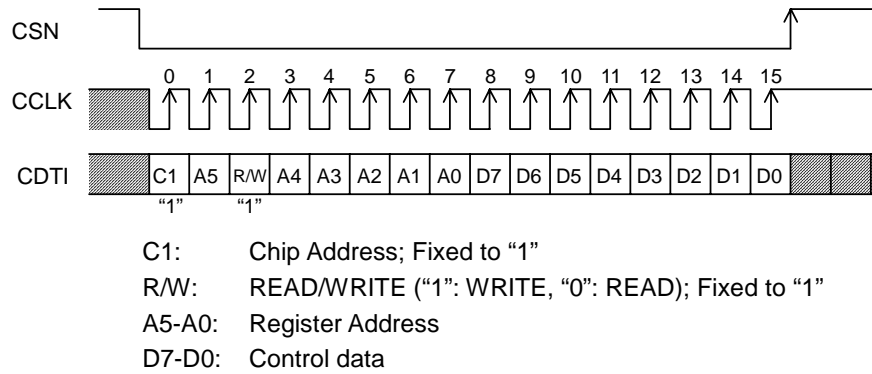 CSN
0 1 2 3 4 5 6 7 8 9 10 11 12 13 14 15
CCLK
CDTI C1 A5 R/W A4 A3 A2 A1 A0 D7 D6 D5 D4 D3 D2 D1 D0
“1” “1”
C1: Chip Address; Fixed to “1”
R/W: READ/WRITE (“1”: WRITE, “0”: READ); Fixed to “1”
A5-A0: Register Address
D7-D0: Control data